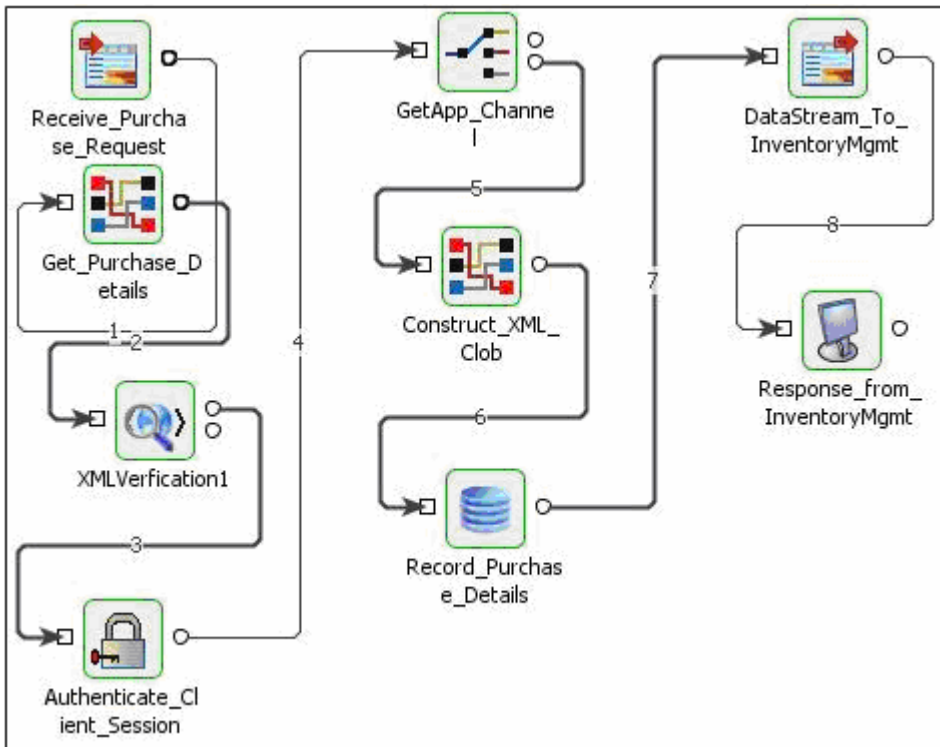 Receive_Purcha
se_Request
Get_Purchase_D
etails
1
2
XMLVerfication1
3
Authenticate_Cl
ient_Session
4
GetApp_Channe
l
5
Construct_XML_
Clob
6
Record_Purchas
e_Details
7
DataStream_To_
InventoryMgmt
8
Response_from_
InventoryMgmt